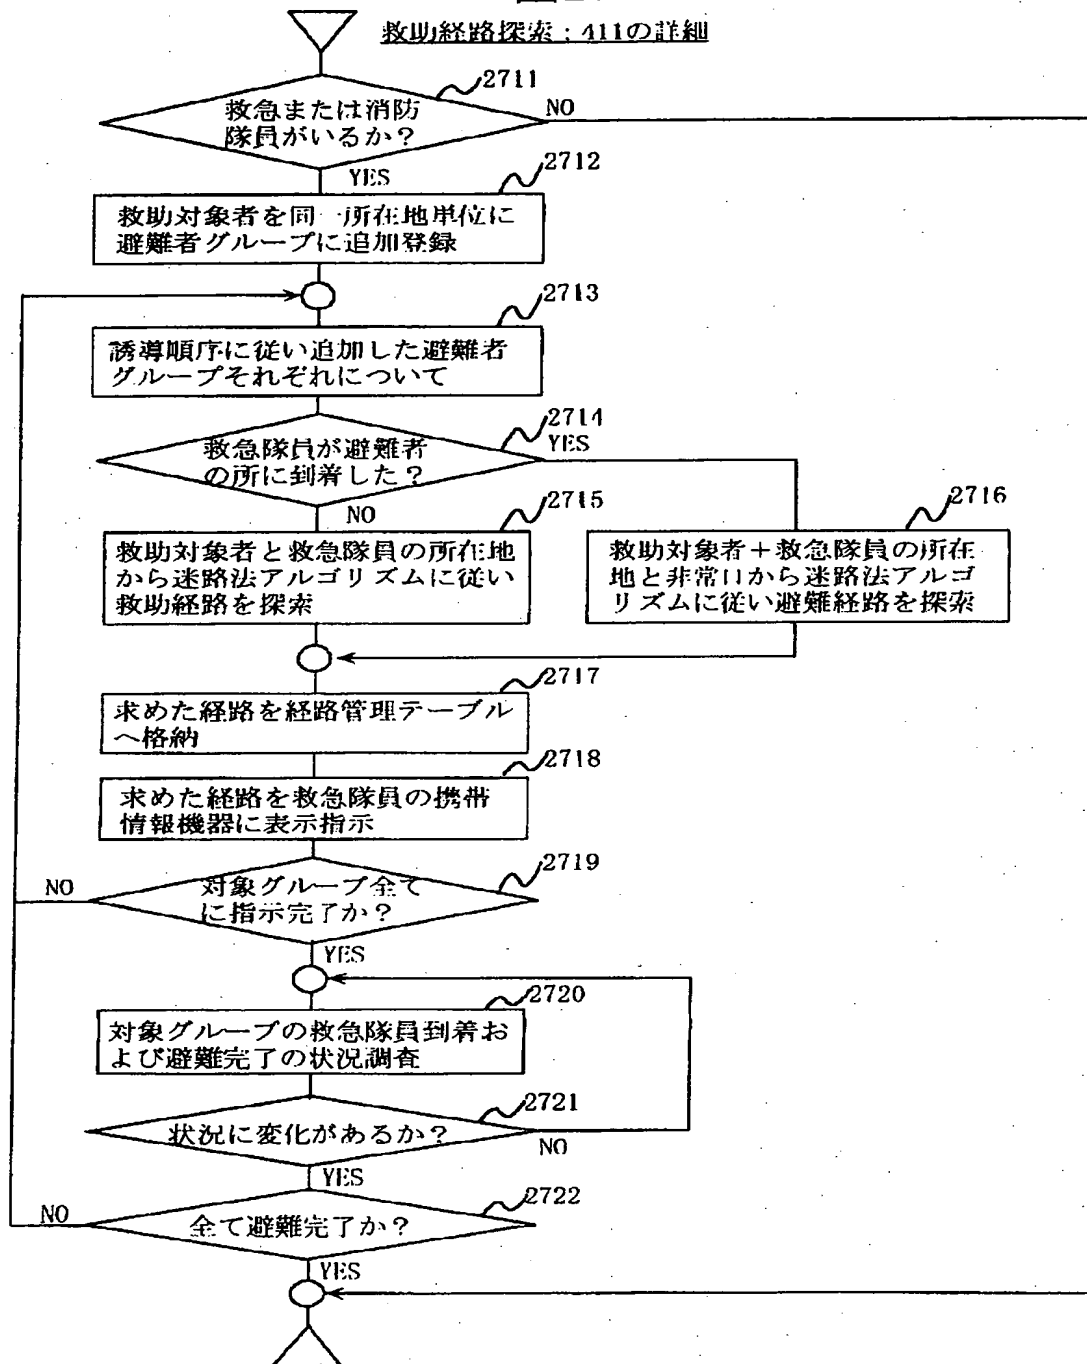 救助経路探索：411の詳細
2711
救急または消防
隊員がいるか？
NO
YES
2712
救助対象者を同一所在地単位に
避難者グループに追加登録
2713
誘導順序に従い追加した避難者
グループそれぞれについて
2714
救急隊員が避難者
の所に到着した？
YES
NO
2715
救助対象者と救急隊員の所在地
から迷路法アルゴリズムに従い
救助経路を探索
2716
救助対象者＋救急隊員の所在
地と非常口から迷路法アルゴ
リズムに従い避難経路を探索
2717
求めた経路を経路管理テーブル
へ格納
2718
求めた経路を救急隊員の携帯
情報機器に表示指示
2719
対象グループ全て
に指示完了か？
NO
YES
2720
対象グループの救急隊員到着お
よび避難完了の状況調査
2721
状況に変化があるか？
NO
YES
2722
全て避難完了か？
NO
YES